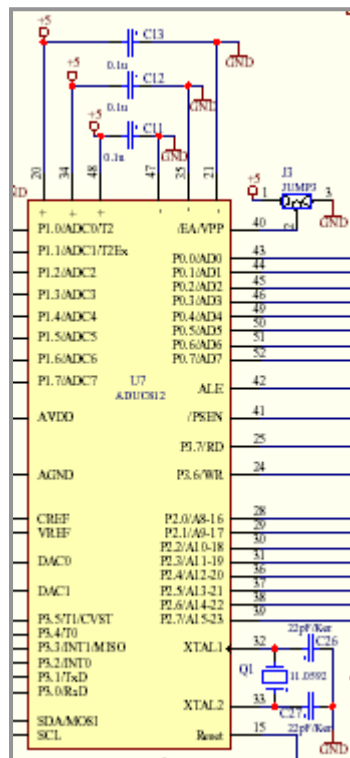 +5
C13
0.1u
GND
+5
C12
0.1u
GND
+5
C11
0.1u
GND
20 34 48 47 35 21
J3
JUMP3
+5
1 3
2
GND
+ + + - - -
P1.0/ADC0/T2 /EA/VPP 40
P1.1/ADC1/T2Ex P0.0/AD0 43
P1.2/ADC2 P0.1/AD1 44
P0.2/AD2 45
P1.3/ADC3 P0.3/AD3 46
P1.4/ADC4 P0.4/AD4 49
P1.5/ADC5 P0.5/AD5 50
P0.6/AD6 51
P1.6/ADC6 P0.7/AD7 52
P1.7/ADC7 U7 ALE 42
ADUC812
AVDD /PSEN 41
P3.7/RD 25
AGND P3.6/WR 24
CREF P2.0/A8-16 28
VREF P2.1/A9-17 29
P2.2/A10-18 30
DAC0 P2.3/A11-19 31
P2.4/A12-20 36
DAC1 P2.5/A13-21 37
P2.6/A14-22 38
P3.5/T1/CVST P2.7/A15-23 39
P3.4/T0
P3.3/INT1/MISO XTAL1 32
P3.2/INT0
P3.1/TxD
P3.0/RxD XTAL2 33
SDA/MOSI
SCL Reset 15
22pF/Ker
C26
Q1 11.0592
C27
22pF/Ker
GND